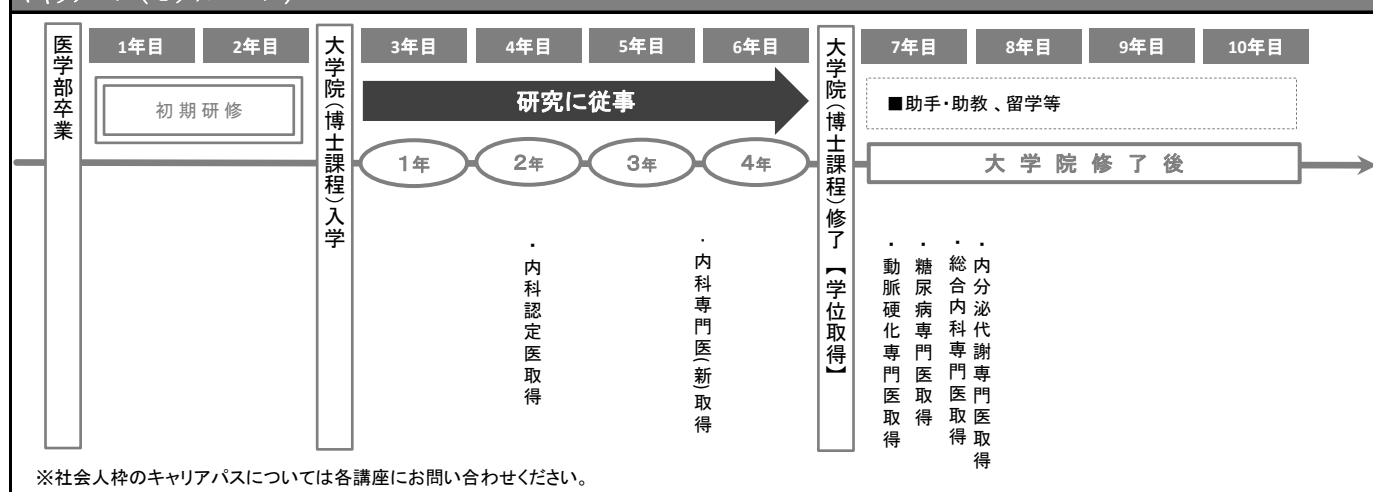 医学部卒業
1年目
2年目
初期研修
大学院(博士課程)入学
3年目
4年目
5年目
6年目
研究に従事
1年
2年
3年
4年
・内科認定医取得
・内科専門医(新)取得
大学院(博士課程)修了【学位取得】
7年目
8年目
9年目
10年目
■助手・助教、留学等
大学院修了後
・動脈硬化専門医取得
・糖尿病専門医取得
・総合内科専門医取得
・内分泌代謝専門医取得
※社会人枠のキャリアパスについては各講座にお問い合わせください。